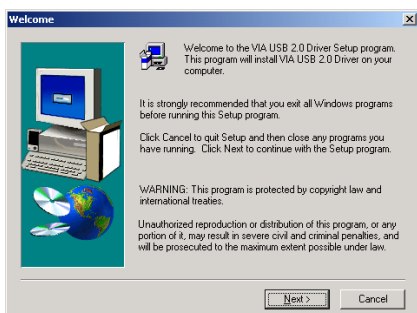 Welcome
Welcome to the VIA USB 2.0 Driver Setup program.
This program will install VIA USB 2.0 Driver on your
computer.
It is strongly recommended that you exit all Windows programs
before running this Setup program.
Click Cancel to quit Setup and then close any programs you
have running. Click Next to continue with the Setup program.
WARNING: This program is protected by copyright law and
international treaties.
Unauthorized reproduction or distribution of this program, or any
portion of it, may result in severe civil and criminal penalties, and
will be prosecuted to the maximum extent possible under law.
Next >
Cancel